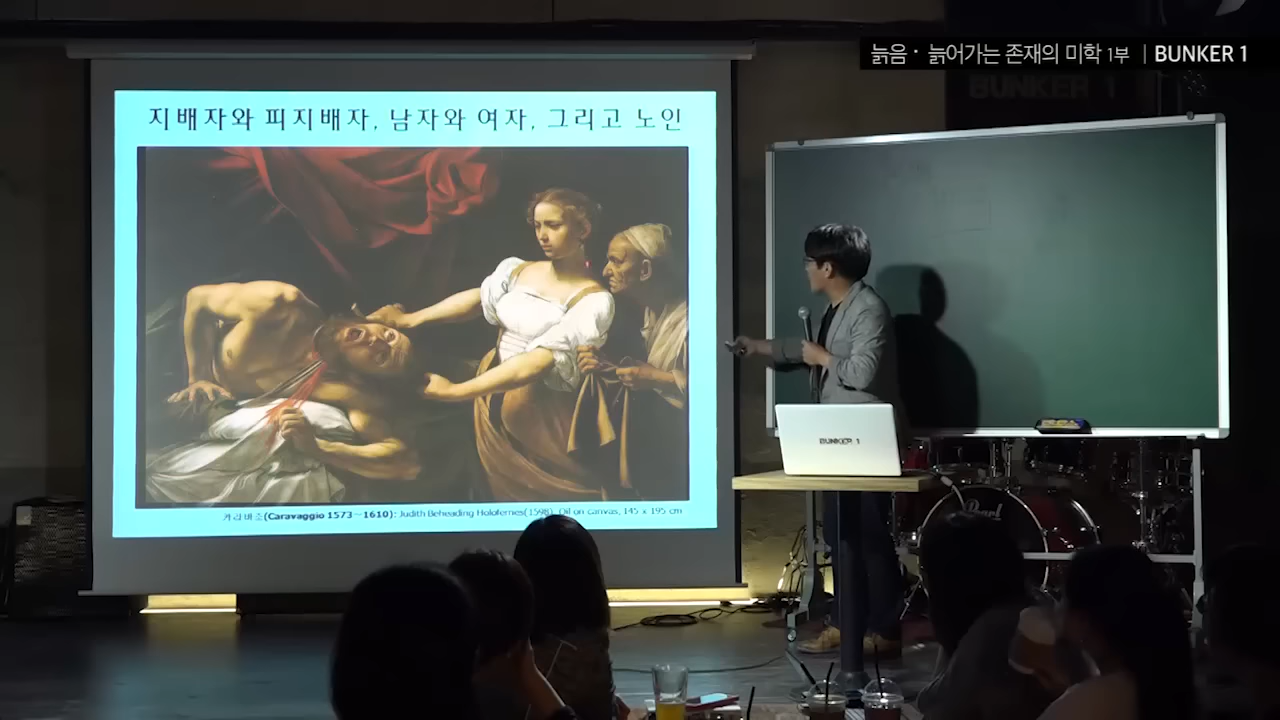 늙음 · 늙어가는 존재의 미학 1부 | BUNKER 1
BUNKER 1
지배자와 피지배자, 남자와 여자, 그리고 노인
카라바조(Caravaggio 1573~1610): Judith Beheading Holofernes(1598), Oil on canvas, 145 x 195 cm
BUNKER 1
Pearl